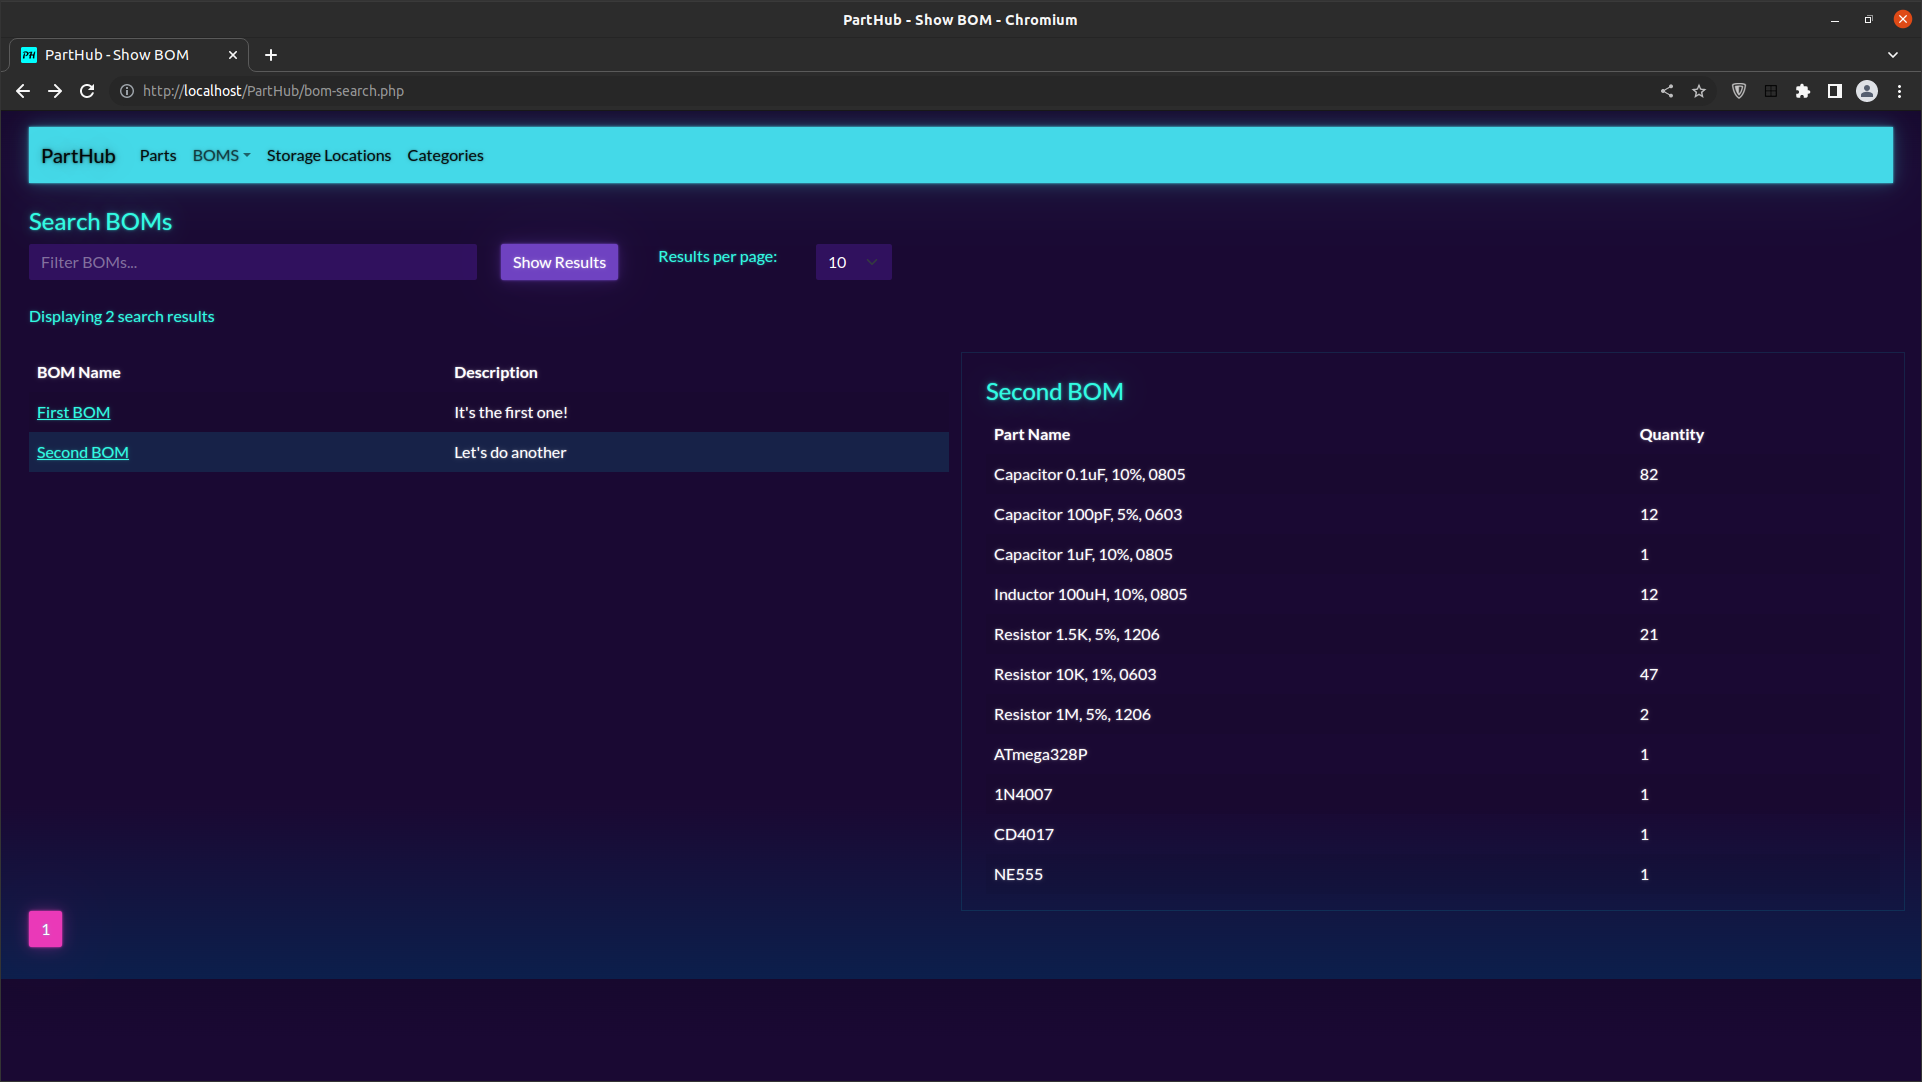 PartHub - Show BOM - Chromium
PH PartHub - Show BOM
http://localhost/PartHub/bom-search.php
PartHub Parts BOMS Storage Locations Categories
Search BOMs
Filter BOMs... Show Results Results per page: 10
Displaying 2 search results
BOM Name Description
First BOM It's the first one!
Second BOM Let's do another
Second BOM
Part Name Quantity
Capacitor 0.1uF, 10%, 0805 82
Capacitor 100pF, 5%, 0603 12
Capacitor 1uF, 10%, 0805 1
Inductor 100uH, 10%, 0805 12
Resistor 1.5K, 5%, 1206 21
Resistor 10K, 1%, 0603 47
Resistor 1M, 5%, 1206 2
ATmega328P 1
1N4007 1
CD4017 1
NE555 1
1